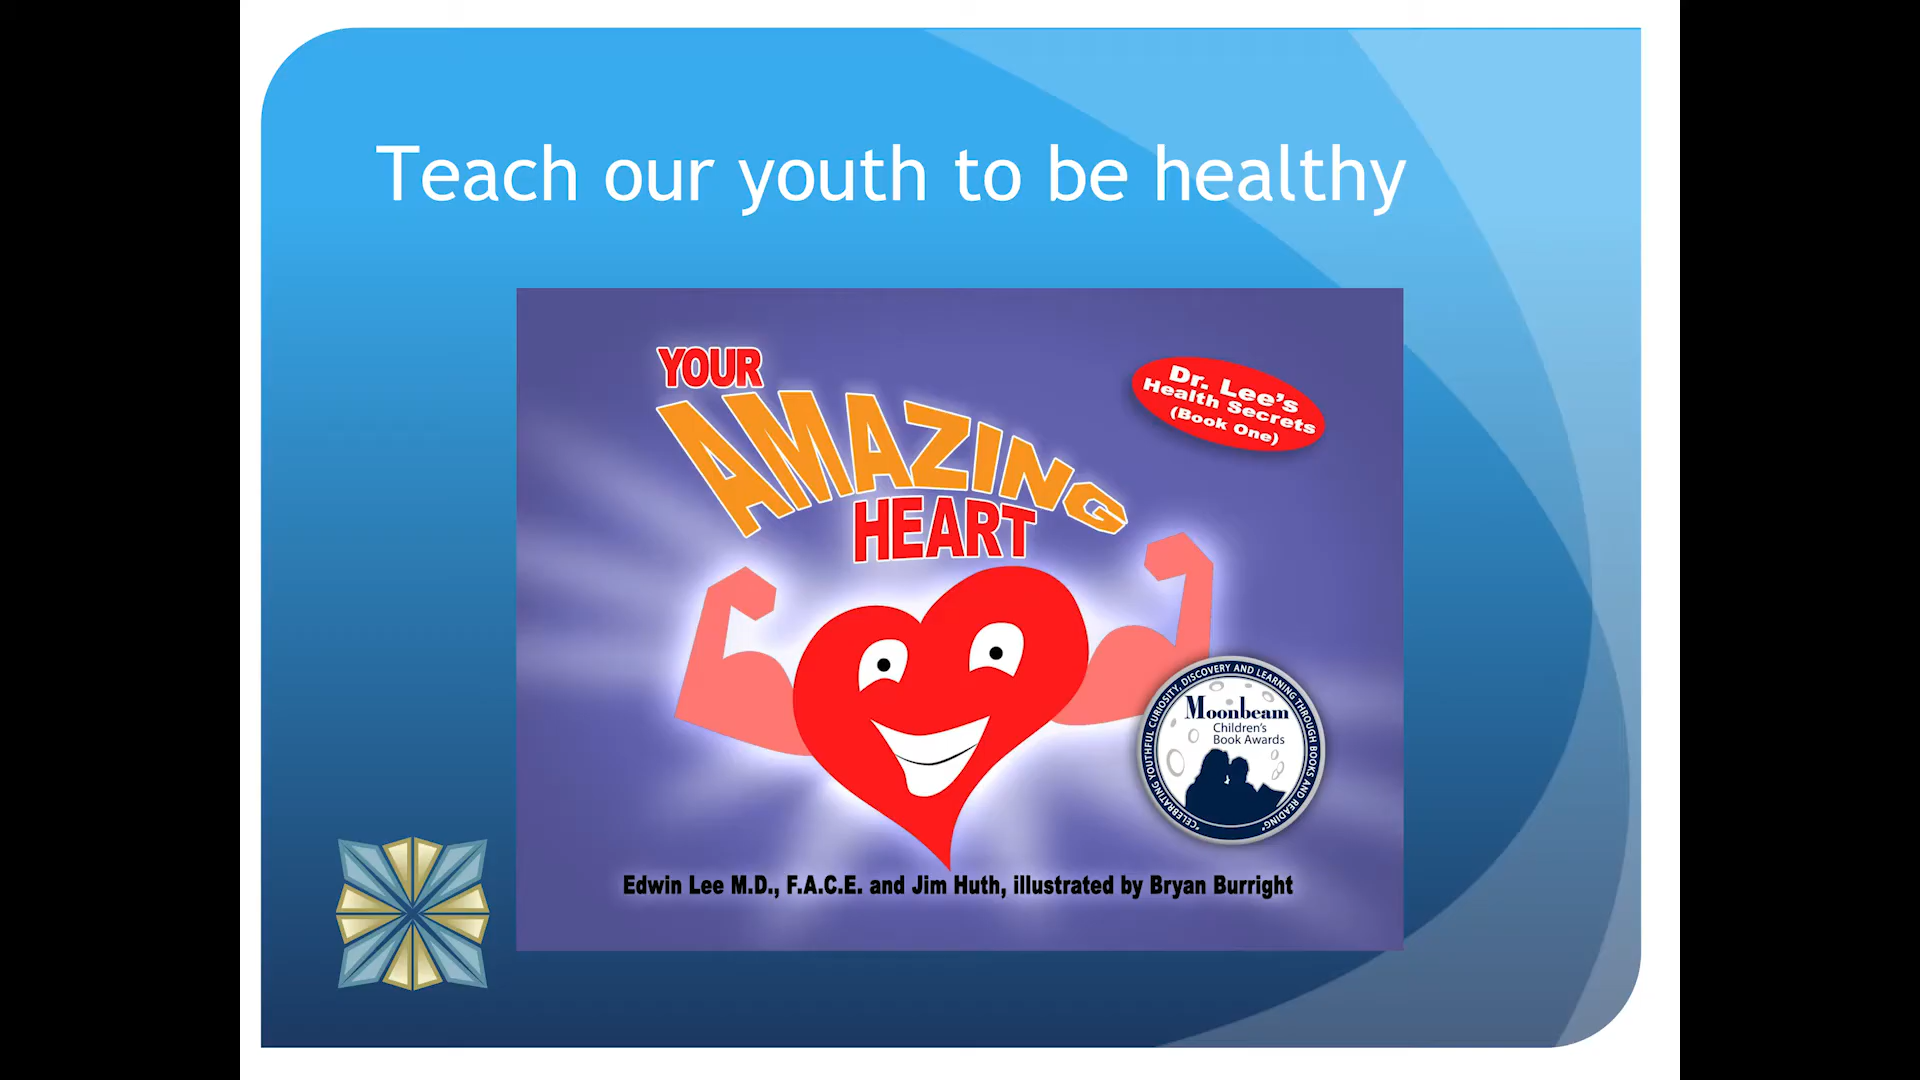 Teach our youth to be healthy
YOUR
AMAZING
HEART
Dr. Lee's
Health Secrets
(Book One)
"CELEBRATING YOUTHFUL CURIOSITY, DISCOVERY AND LEARNING THROUGH BOOKS AND READING"
Moonbeam
Children's
Book Awards
Edwin Lee M.D., F.A.C.E. and Jim Huth, illustrated by Bryan Burright